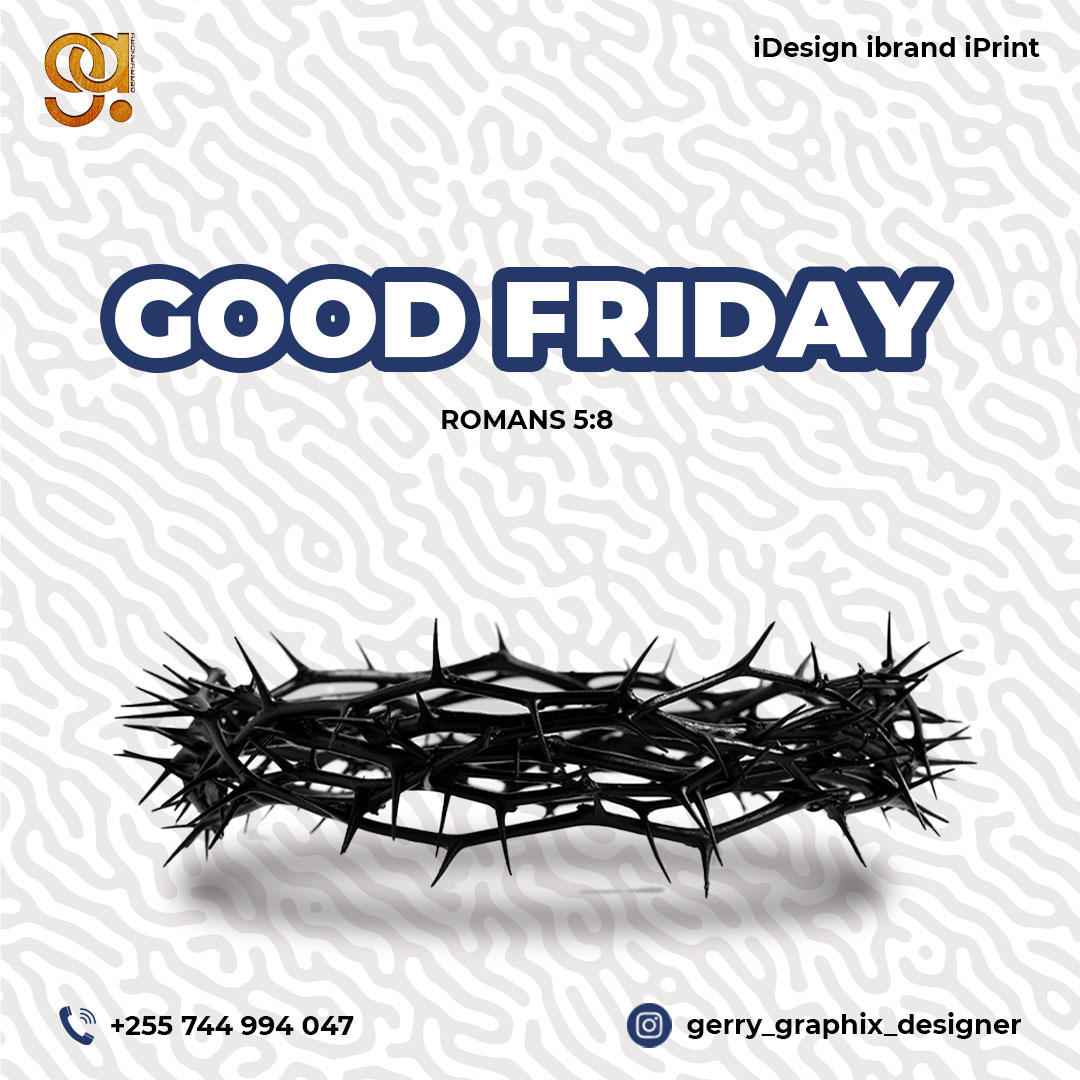 iDesign ibrand iPrint
GOOD FRIDAY
ROMANS 5:8
+255 744 994 047
gerry_graphix_designer